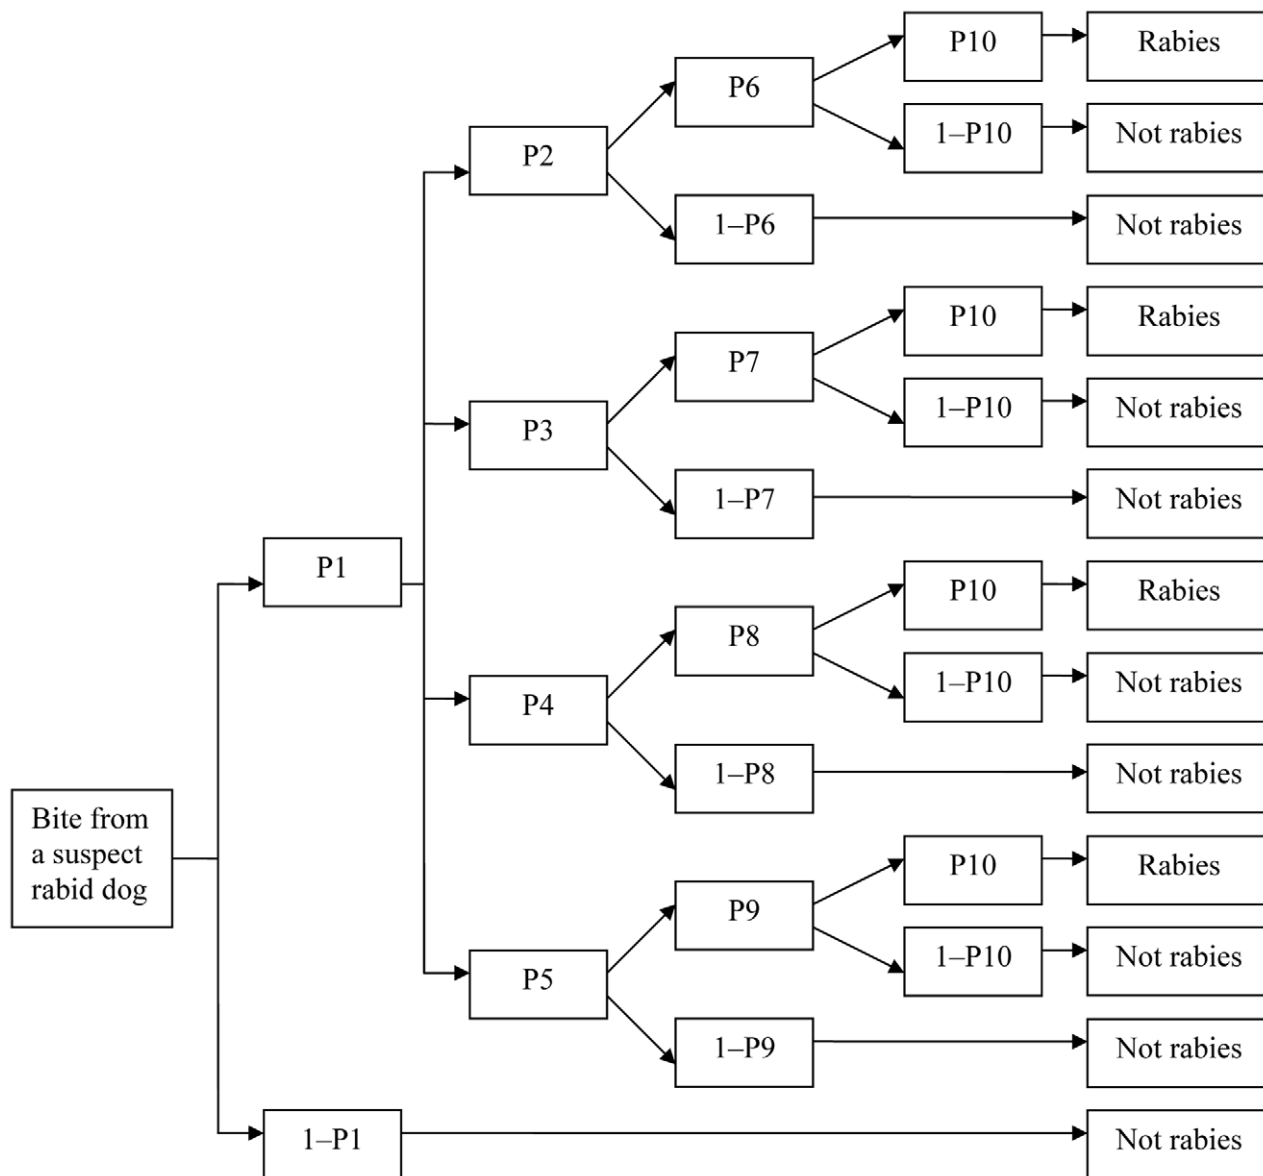 P10
Rabies
P6
1–P10
Not rabies
P2
1–P6
Not rabies
P10
Rabies
P7
1–P10
Not rabies
P3
1–P7
Not rabies
P1
P10
Rabies
P8
1–P10
Not rabies
P4
1–P8
Not rabies
Bite from
a suspect
rabid dog
P10
Rabies
P9
1–P10
Not rabies
P5
1–P9
Not rabies
1–P1
Not rabies